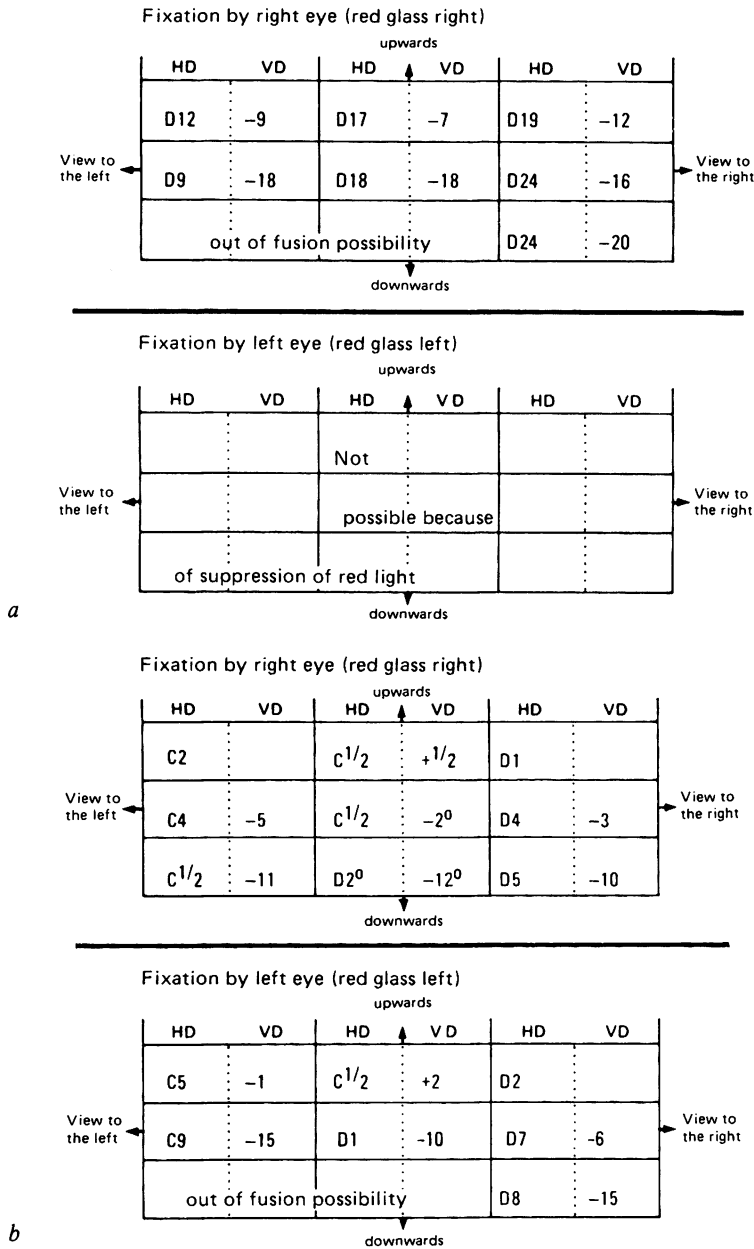 Fixation by right eye (red glass right)
upwards
HD VD HD VD HD VD
D12 -9 D17 -7 D19 -12
View to the left D9 -18 D18 -18 D24 -16 View to the right
out of fusion possibility D24 -20
downwards
Fixation by left eye (red glass left)
upwards
HD VD HD VD HD VD
Not
View to the left possible because View to the right
of suppression of red light
a
downwards
Fixation by right eye (red glass right)
upwards
HD VD HD VD HD VD
C1/2 +1/2 D1
C2
View to the left C4 -5 C1/2 -2° D4 -3 View to the right
C1/2 -11 D2° -12° D5 -10
downwards
Fixation by left eye (red glass left)
upwards
HD VD HD VD HD VD
C5 -1 C1/2 +2 D2
View to the left C9 -15 D1 -10 D7 -6 View to the right
out of fusion possibility D8 -15
b
downwards